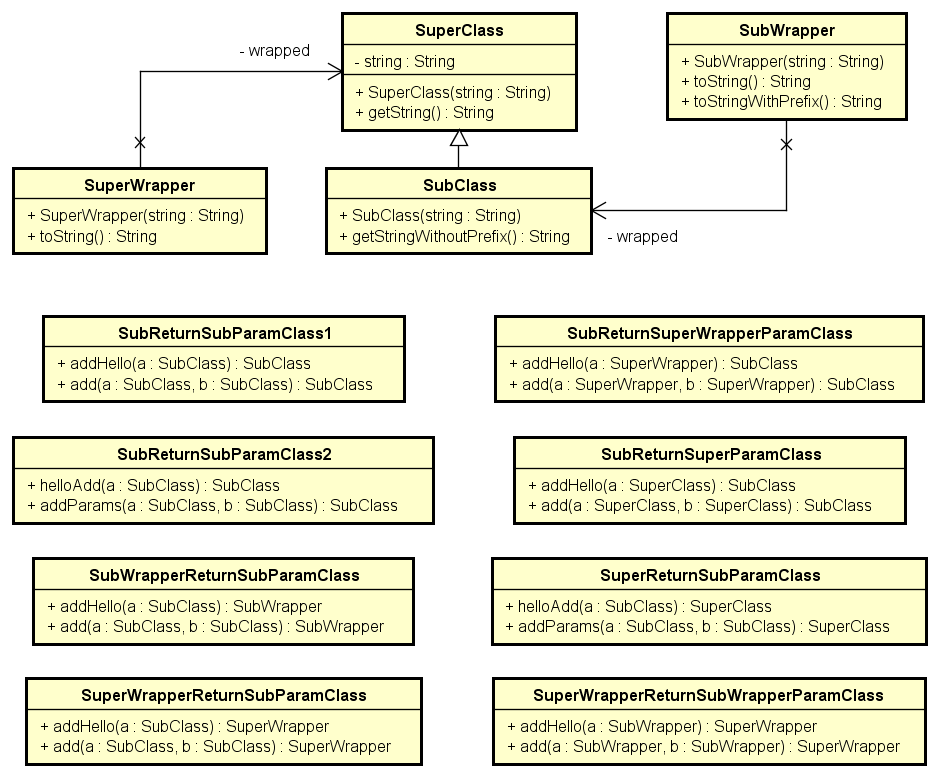 SuperClass
- string : String
+ SuperClass(string : String)
+ getString() : String
SubWrapper
+ SubWrapper(string : String)
+ toString() : String
+ toStringWithPrefix() : String
- wrapped
SuperWrapper
+ SuperWrapper(string : String)
+ toString() : String
SubClass
+ SubClass(string : String)
+ getStringWithoutPrefix() : String
- wrapped
SubReturnSubParamClass1
+ addHello(a : SubClass) : SubClass
+ add(a : SubClass, b : SubClass) : SubClass
SubReturnSuperWrapperParamClass
+ addHello(a : SuperWrapper) : SubClass
+ add(a : SuperWrapper, b : SuperWrapper) : SubClass
SubReturnSubParamClass2
+ helloAdd(a : SubClass) : SubClass
+ addParams(a : SubClass, b : SubClass) : SubClass
SubReturnSuperParamClass
+ addHello(a : SuperClass) : SubClass
+ add(a : SuperClass, b : SuperClass) : SubClass
SubWrapperReturnSubParamClass
+ addHello(a : SubClass) : SubWrapper
+ add(a : SubClass, b : SubClass) : SubWrapper
SuperReturnSubParamClass
+ helloAdd(a : SubClass) : SuperClass
+ addParams(a : SubClass, b : SubClass) : SuperClass
SuperWrapperReturnSubParamClass
+ addHello(a : SubClass) : SuperWrapper
+ add(a : SubClass, b : SubClass) : SuperWrapper
SuperWrapperReturnSubWrapperParamClass
+ addHello(a : SubWrapper) : SuperWrapper
+ add(a : SubWrapper, b : SubWrapper) : SuperWrapper